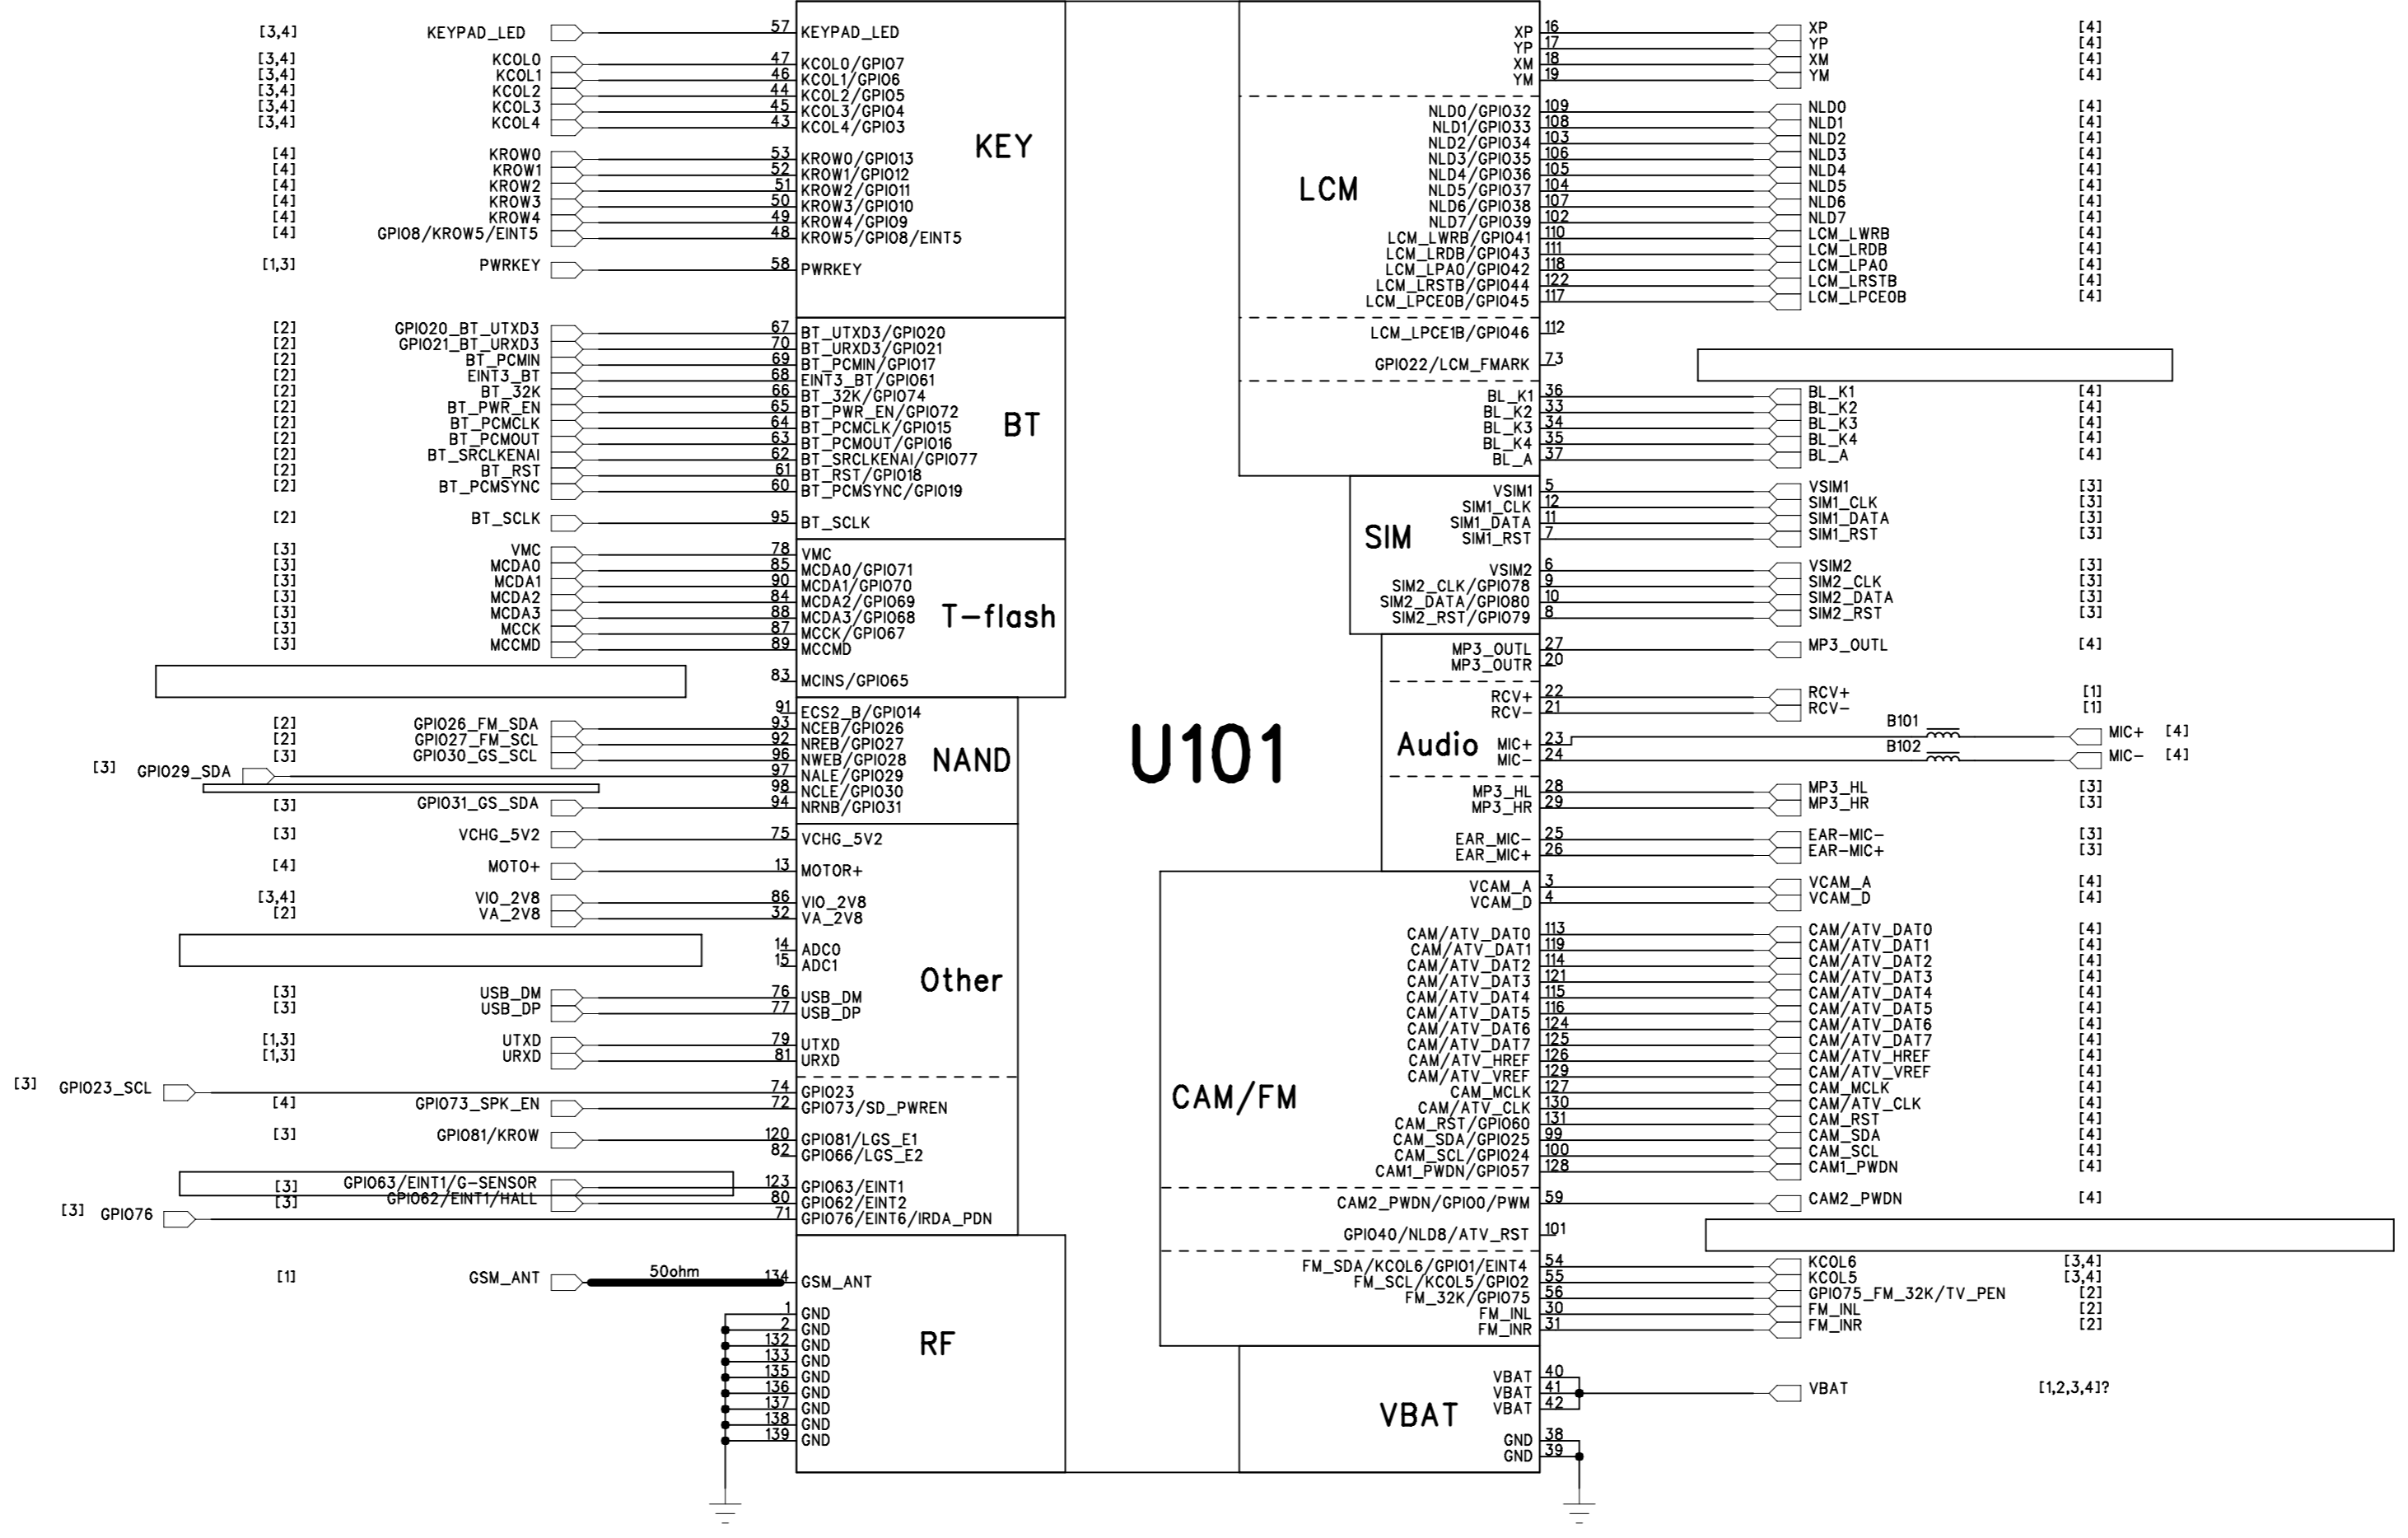 [3,4] KEYPAD_LED 57 KEYPAD_LED
[3,4] KCOL0 47 KCOL0/GPIO7
[3,4] KCOL1 46 KCOL1/GPIO6
[3,4] KCOL2 44 KCOL2/GPIO5
[3,4] KCOL3 45 KCOL3/GPIO4
[3,4] KCOL4 43 KCOL4/GPIO3
KEY
[4] KROW0 53 KROW0/GPIO13
[4] KROW1 52 KROW1/GPIO12
[4] KROW2 51 KROW2/GPIO11
[4] KROW3 50 KROW3/GPIO10
[4] KROW4 49 KROW4/GPIO9
[4] GPIO8/KROW5/EINT5 48 KROW5/GPIO8/EINT5
[1,3] PWRKEY 58 PWRKEY
[2] GPIO20_BT_UTXD3 67 BT_UTXD3/GPIO20
[2] GPIO21_BT_URXD3 70 BT_URXD3/GPIO21
[2] BT_PCMIN 69 BT_PCMIN/GPIO17
[2] EINT3_BT 68 EINT3_BT/GPIO61
[2] BT_32K 66 BT_32K/GPIO74
[2] BT_PWR_EN 65 BT_PWR_EN/GPIO72
[2] BT_PCMCLK 64 BT_PCMCLK/GPIO15
BT
[2] BT_PCMOUT 63 BT_PCMOUT/GPIO16
[2] BT_SRCLKENAI 62 BT_SRCLKENAI/GPIO77
[2] BT_RST 61 BT_RST/GPIO18
[2] BT_PCMSYNC 60 BT_PCMSYNC/GPIO19
[2] BT_SCLK 95 BT_SCLK
[3] VMC 78 VMC
[3] MCDA0 85 MCDA0/GPIO71
[3] MCDA1 90 MCDA1/GPIO70
[3] MCDA2 84 MCDA2/GPIO69
[3] MCDA3 88 MCDA3/GPIO68
T-flash
[3] MCCK 87 MCCK/GPIO67
[3] MCCMD 89 MCCMD
83 MCINS/GPIO65
91 ECS2_B/GPIO14
[2] GPIO26_FM_SDA 93 NCEB/GPIO26
[2] GPIO27_FM_SCL 92 NREB/GPIO27
[3] GPIO30_GS_SCL 96 NWEB/GPIO28
NAND
[3] GPIO29_SDA 97 NALE/GPIO29
98 NCLE/GPIO30
[3] GPIO31_GS_SDA 94 NRNB/GPIO31
[3] VCHG_5V2 75 VCHG_5V2
[4] MOTO+ 13 MOTOR+
[3,4] VIO_2V8 86 VIO_2V8
[2] VA_2V8 32 VA_2V8
14 ADC0
15 ADC1
Other
[3] USB_DM 76 USB_DM
[3] USB_DP 77 USB_DP
[1,3] UTXD 79 UTXD
[1,3] URXD 81 URXD
[3] GPIO23_SCL 74 GPIO23
[4] GPIO73_SPK_EN 72 GPIO73/SD_PWREN
[3] GPIO81/KROW 120 GPIO81/LGS_E1
82 GPIO66/LGS_E2
[3] GPIO63/EINT1/G-SENSOR 123 GPIO63/EINT1
[3] GPIO62/EINT1/HALL 80 GPIO62/EINT2
[3] GPIO76 71 GPIO76/EINT6/IRDA_PDN
[1] GSM_ANT 50ohm 134 GSM_ANT
1 GND
2 GND
132 GND
RF
133 GND
135 GND
136 GND
137 GND
138 GND
139 GND
U101
XP 16 XP [4]
YP 17 YP [4]
XM 18 XM [4]
YM 19 YM [4]
NLD0/GPIO32 109 NLD0 [4]
NLD1/GPIO33 108 NLD1 [4]
NLD2/GPIO34 103 NLD2 [4]
NLD3/GPIO35 106 NLD3 [4]
NLD4/GPIO36 105 NLD4 [4]
LCM
NLD5/GPIO37 104 NLD5 [4]
NLD6/GPIO38 107 NLD6 [4]
NLD7/GPIO39 102 NLD7 [4]
LCM_LWRB/GPIO41 110 LCM_LWRB [4]
LCM_LRDB/GPIO43 111 LCM_LRDB [4]
LCM_LPA0/GPIO42 118 LCM_LPA0 [4]
LCM_LRSTB/GPIO44 122 LCM_LRSTB [4]
LCM_LPCE0B/GPIO45 117 LCM_LPCE0B [4]
LCM_LPCE1B/GPIO46 112
GPIO22/LCM_FMARK 73
BL_K1 36 BL_K1 [4]
BL_K2 33 BL_K2 [4]
BL_K3 34 BL_K3 [4]
BL_K4 35 BL_K4 [4]
BL_A 37 BL_A [4]
VSIM1 5 VSIM1 [3]
SIM1_CLK 12 SIM1_CLK [3]
SIM1_DATA 11 SIM1_DATA [3]
SIM
SIM1_RST 7 SIM1_RST [3]
VSIM2 6 VSIM2 [3]
SIM2_CLK/GPIO78 9 SIM2_CLK [3]
SIM2_DATA/GPIO80 10 SIM2_DATA [3]
SIM2_RST/GPIO79 8 SIM2_RST [3]
MP3_OUTL 27 MP3_OUTL [4]
MP3_OUTR 20
RCV+ 22 RCV+ [1]
RCV- 21 RCV- [1]
Audio
MIC+ 23 B101 MIC+ [4]
MIC- 24 B102 MIC- [4]
MP3_HL 28 MP3_HL [3]
MP3_HR 29 MP3_HR [3]
EAR_MIC- 25 EAR-MIC- [3]
EAR_MIC+ 26 EAR-MIC+ [3]
VCAM_A 3 VCAM_A [4]
VCAM_D 4 VCAM_D [4]
CAM/ATV_DAT0 113 CAM/ATV_DAT0 [4]
CAM/ATV_DAT1 119 CAM/ATV_DAT1 [4]
CAM/ATV_DAT2 114 CAM/ATV_DAT2 [4]
CAM/ATV_DAT3 121 CAM/ATV_DAT3 [4]
CAM/ATV_DAT4 115 CAM/ATV_DAT4 [4]
CAM/ATV_DAT5 116 CAM/ATV_DAT5 [4]
CAM/ATV_DAT6 124 CAM/ATV_DAT6 [4]
CAM/ATV_DAT7 125 CAM/ATV_DAT7 [4]
CAM/ATV_HREF 126 CAM/ATV_HREF [4]
CAM/ATV_VREF 129 CAM/ATV_VREF [4]
CAM_MCLK 127 CAM_MCLK [4]
CAM/FM
CAM/ATV_CLK 130 CAM/ATV_CLK [4]
CAM_RST/GPIO60 131 CAM_RST [4]
CAM_SDA/GPIO25 99 CAM_SDA [4]
CAM_SCL/GPIO24 100 CAM_SCL [4]
CAM1_PWDN/GPIO57 128 CAM1_PWDN [4]
CAM2_PWDN/GPIO0/PWM 59 CAM2_PWDN [4]
GPIO40/NLD8/ATV_RST 101
FM_SDA/KCOL6/GPIO1/EINT4 54 KCOL6 [3,4]
FM_SCL/KCOL5/GPIO2 55 KCOL5 [3,4]
FM_32K/GPIO75 56 GPIO75_FM_32K/TV_PEN [2]
FM_INL 30 FM_INL [2]
FM_INR 31 FM_INR [2]
VBAT 40
VBAT 41 VBAT [1,2,3,4]?
VBAT 42
VBAT
GND 38
GND 39